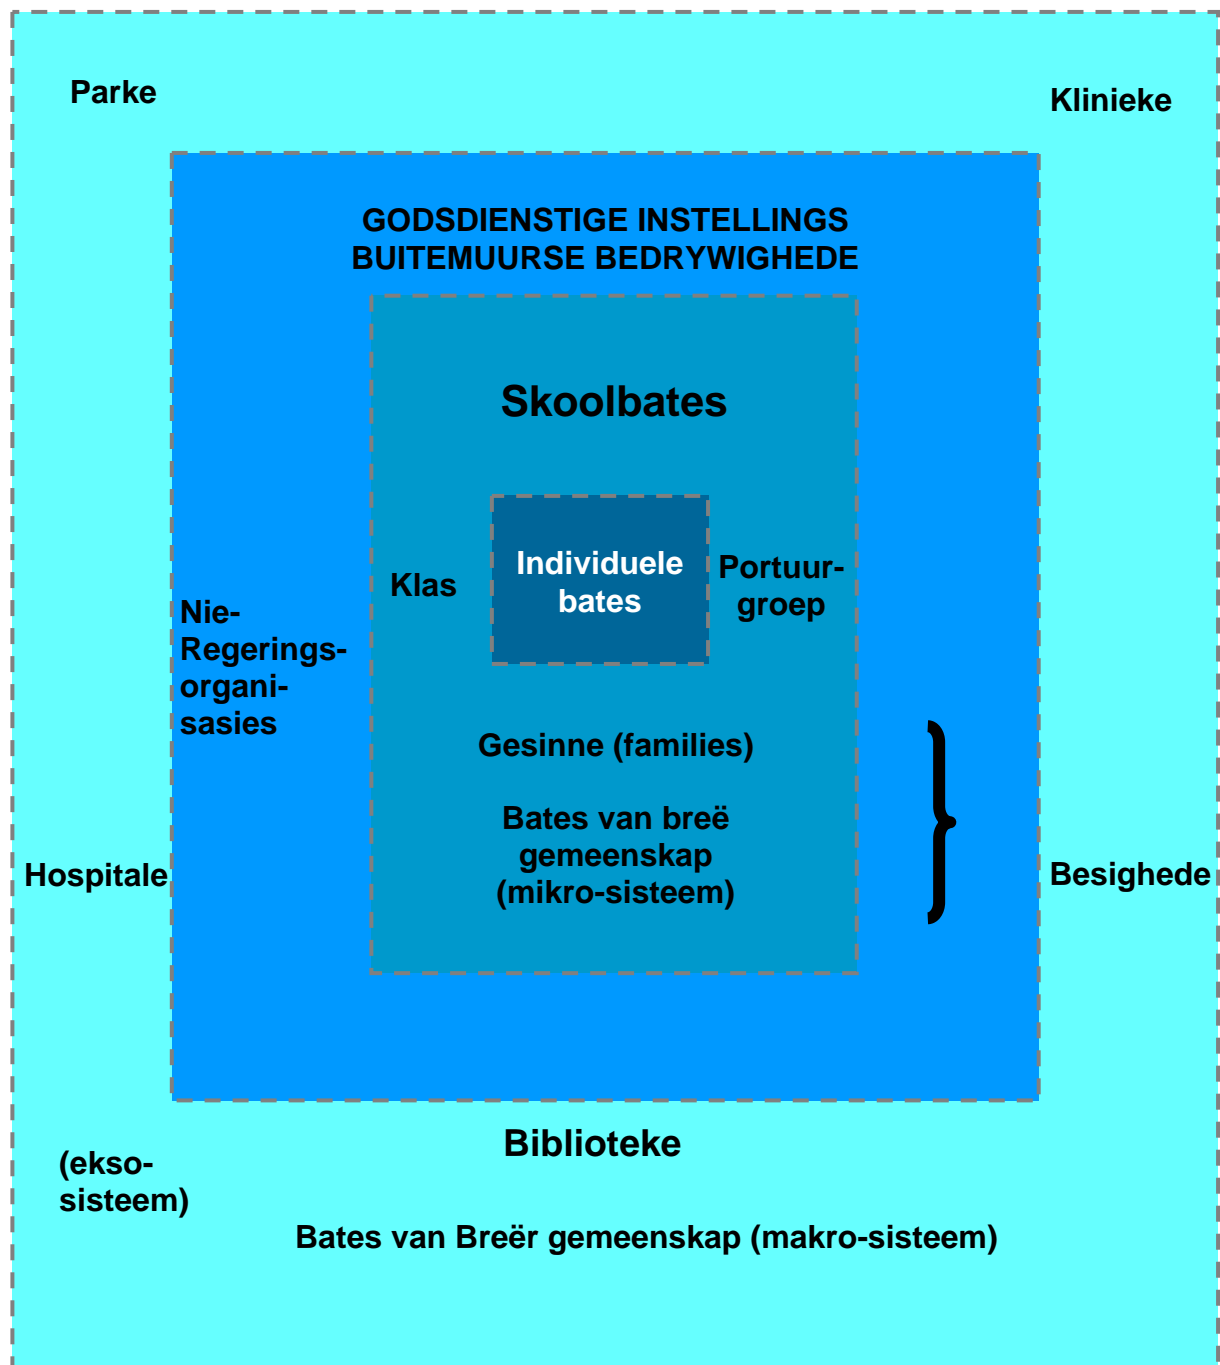 Parke
Klinieke
GODSDIENSTIGE INSTELLINGS
BUITEMUURSE BEDRYWIGHEDE
Skoolbates
Individuele
bates
Klas
Portuur-
groep
Nie-
Regerings-
organi-
sasies
Gesinne (families)
Bates van breë
gemeenskap
(mikro-sisteem)
Hospitale
Besighede
Biblioteke
(ekso-
sisteem)
Bates van Breër gemeenskap (makro-sisteem)